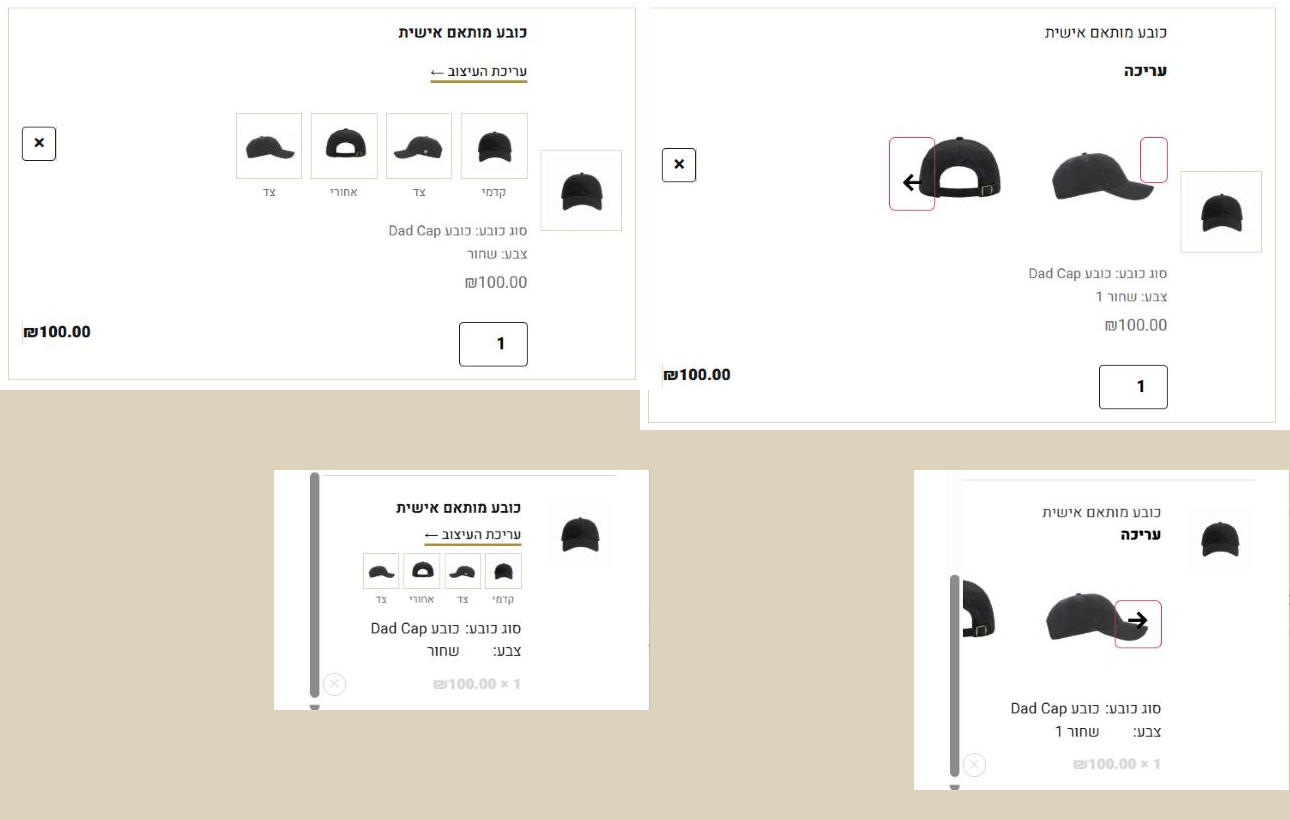 כובע מותאם אישית
עריכה
×
←
סוג כובע: כובע Dad Cap
צבע: שחור 1
₪100.00
1
₪100.00
כובע מותאם אישית
עריכת העיצוב ←
×
קדמי
צד
אחורי
צד
סוג כובע: כובע Dad Cap
צבע: שחור
₪100.00
1
₪100.00
כובע מותאם אישית
עריכה
→
סוג כובע: כובע Dad Cap
צבע: שחור 1
1 × ₪100.00
×
כובע מותאם אישית
עריכת העיצוב ←
קדמי
צד
אחורי
צד
סוג כובע: כובע Dad Cap
צבע: שחור
1 × ₪100.00
×